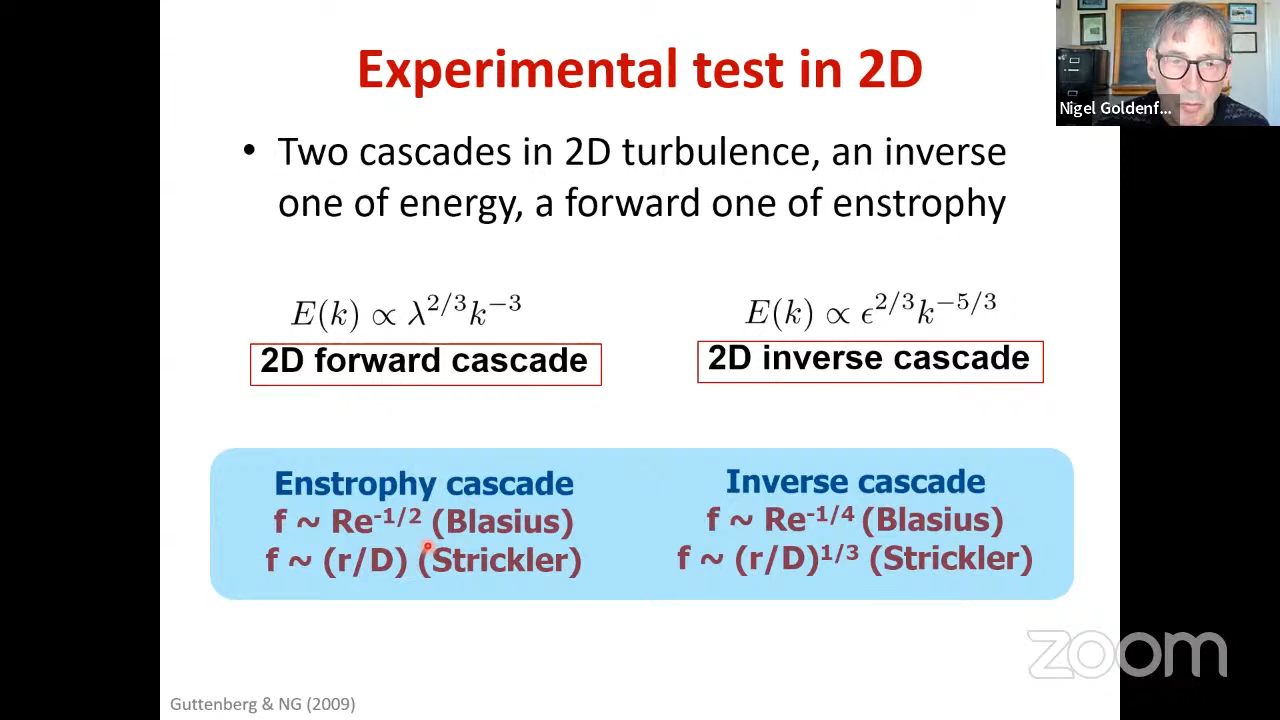 Experimental test in 2D
Nigel Goldenf...
• Two cascades in 2D turbulence, an inverse
one of energy, a forward one of enstrophy
E(k) ∝ λ^{2/3}k^{−3}
2D forward cascade
E(k) ∝ ϵ^{2/3}k^{−5/3}
2D inverse cascade
Enstrophy cascade
f ~ Re^{-1/2} (Blasius)
f ~ (r/D) (Strickler)
Inverse cascade
f ~ Re^{-1/4} (Blasius)
f ~ (r/D)^{1/3} (Strickler)
zoom
Guttenberg & NG (2009)